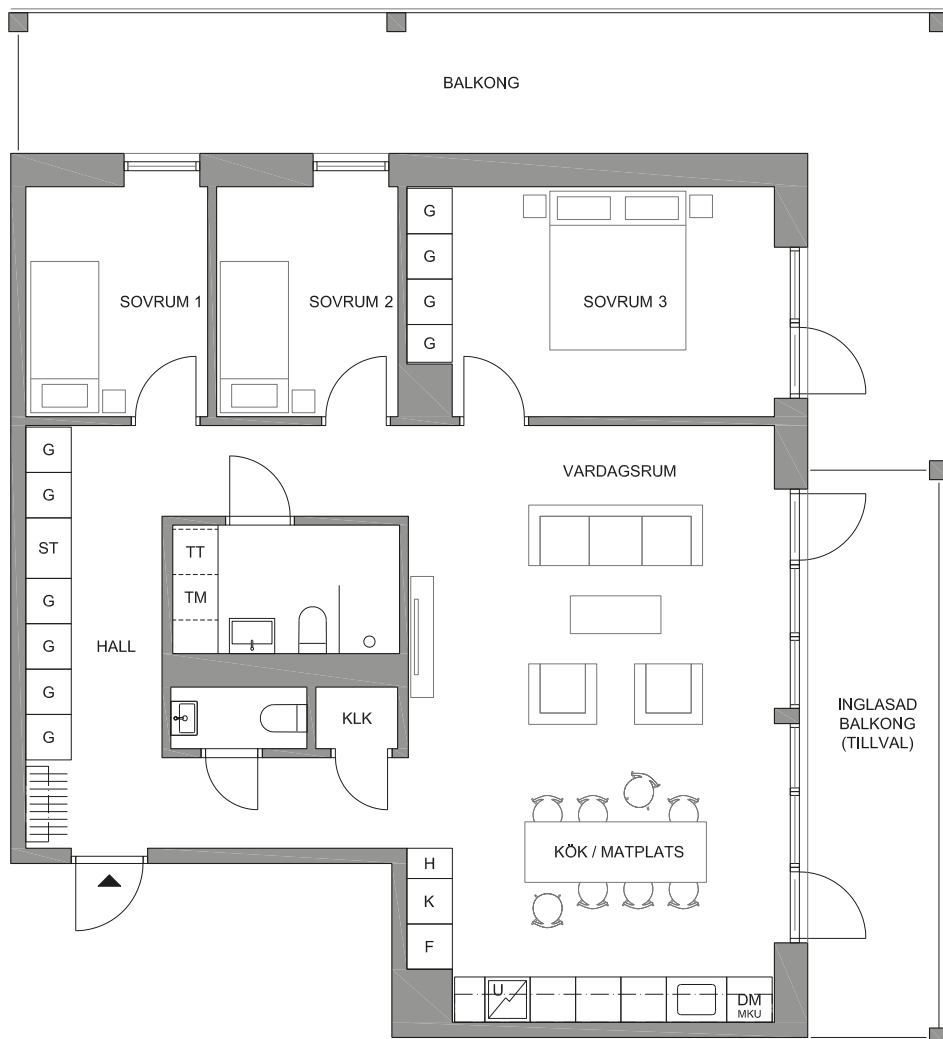 BALKONG
SOVRUM 1
SOVRUM 2
G
G
G
G
SOVRUM 3
G
G
ST
G
G
G
G
HALL
TT
TM
KLK
VARDAGSRUM
INGLASAD
BALKONG
(TILLVAL)
KÖK / MATPLATS
H
K
F
U
DM
MKU